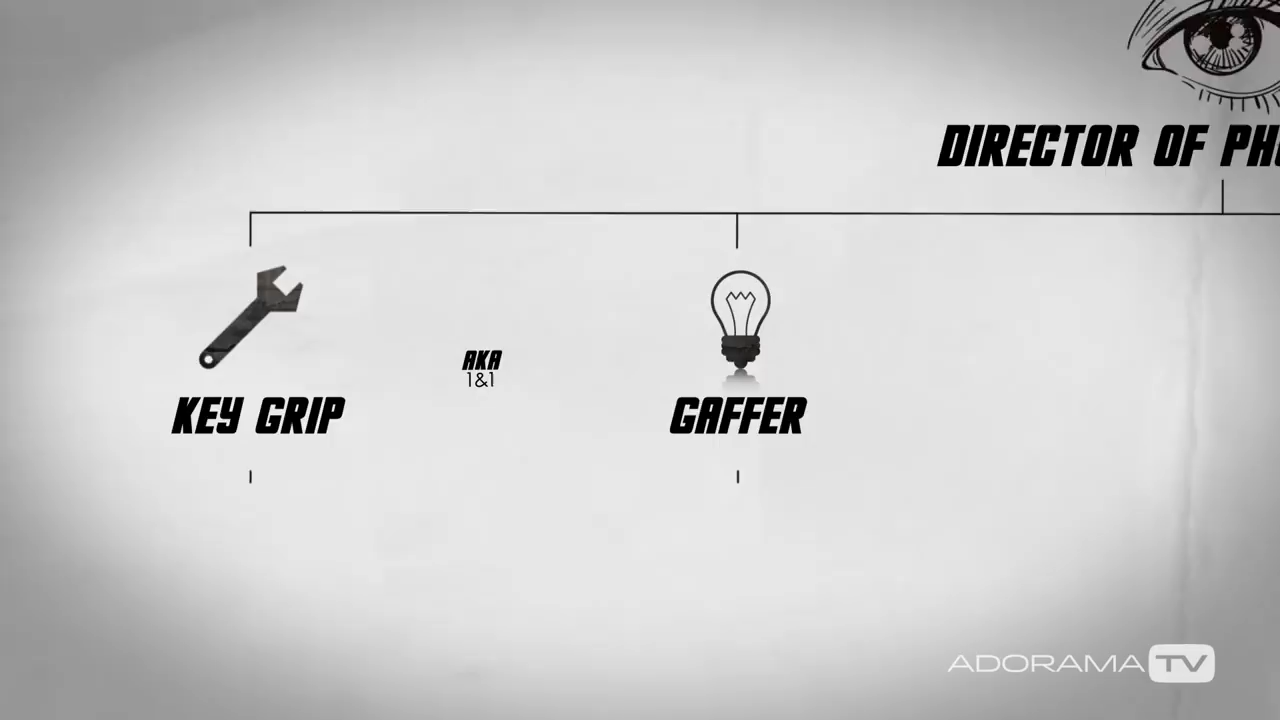 DIRECTOR OF PH
AKA
1&1
KEY GRIP
GAFFER
ADORAMA TV